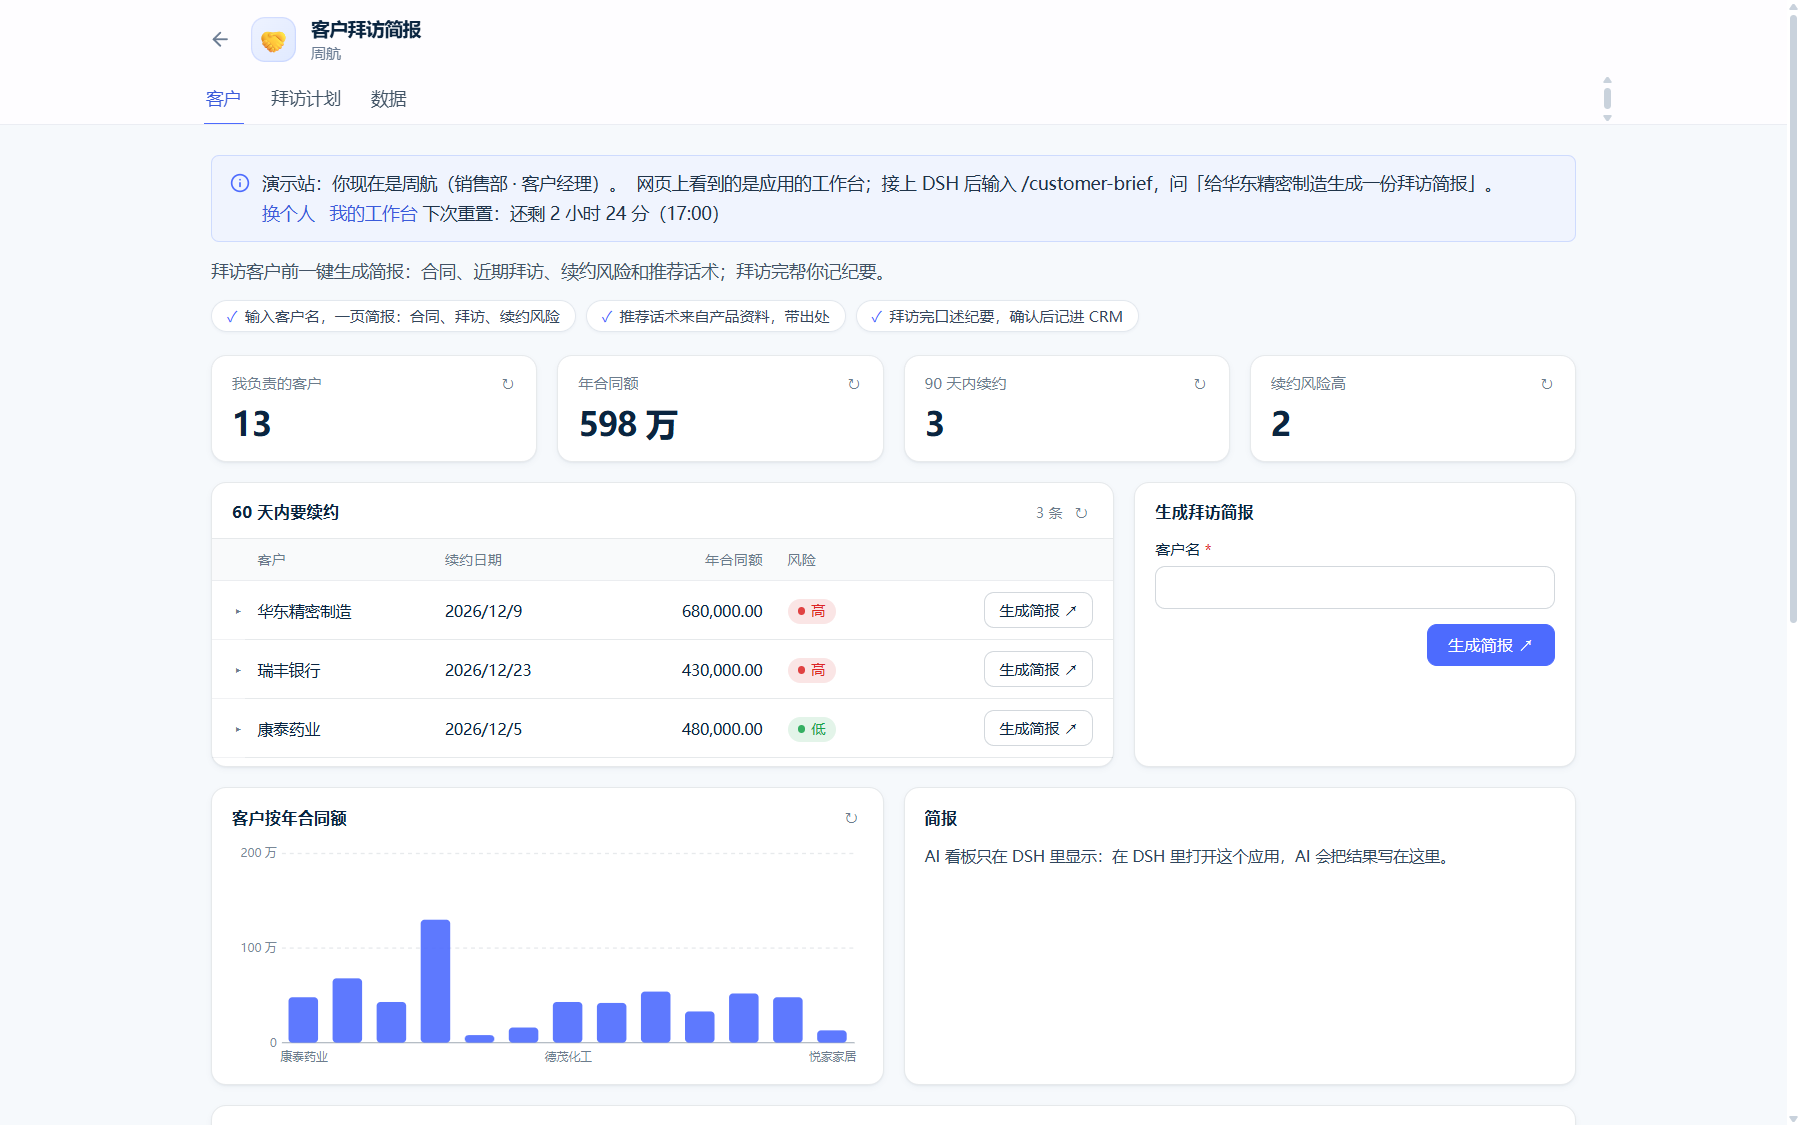 客户拜访简报
周航
客户 拜访计划 数据
演示站：你现在是周航（销售部 · 客户经理）。 网页上看到的是应用的工作台；接上 DSH 后输入 /customer-brief，问「给华东精密制造生成一份拜访简报」。
换个人 我的工作台 下次重置：还剩 2 小时 24 分（17:00）
拜访客户前一键生成简报：合同、近期拜访、续约风险和推荐话术；拜访完帮你记纪要。
✓ 输入客户名，一页简报：合同、拜访、续约风险 ✓ 推荐话术来自产品资料，带出处 ✓ 拜访完口述纪要，确认后记进 CRM
我负责的客户 ↻
13
年合同额 ↻
598 万
90 天内续约 ↻
3
续约风险高 ↻
2
60 天内要续约 3 条 ↻
客户 续约日期 年合同额 风险
华东精密制造 2026/12/9 680,000.00 高 生成简报 ↗
瑞丰银行 2026/12/23 430,000.00 高 生成简报 ↗
康泰药业 2026/12/5 480,000.00 低 生成简报 ↗
生成拜访简报
客户名 *
生成简报 ↗
客户按年合同额 ↻
200 万
100 万
0
康泰药业 德茂化工 悦家家居
简报
AI 看板只在 DSH 里显示：在 DSH 里打开这个应用，AI 会把结果写在这里。